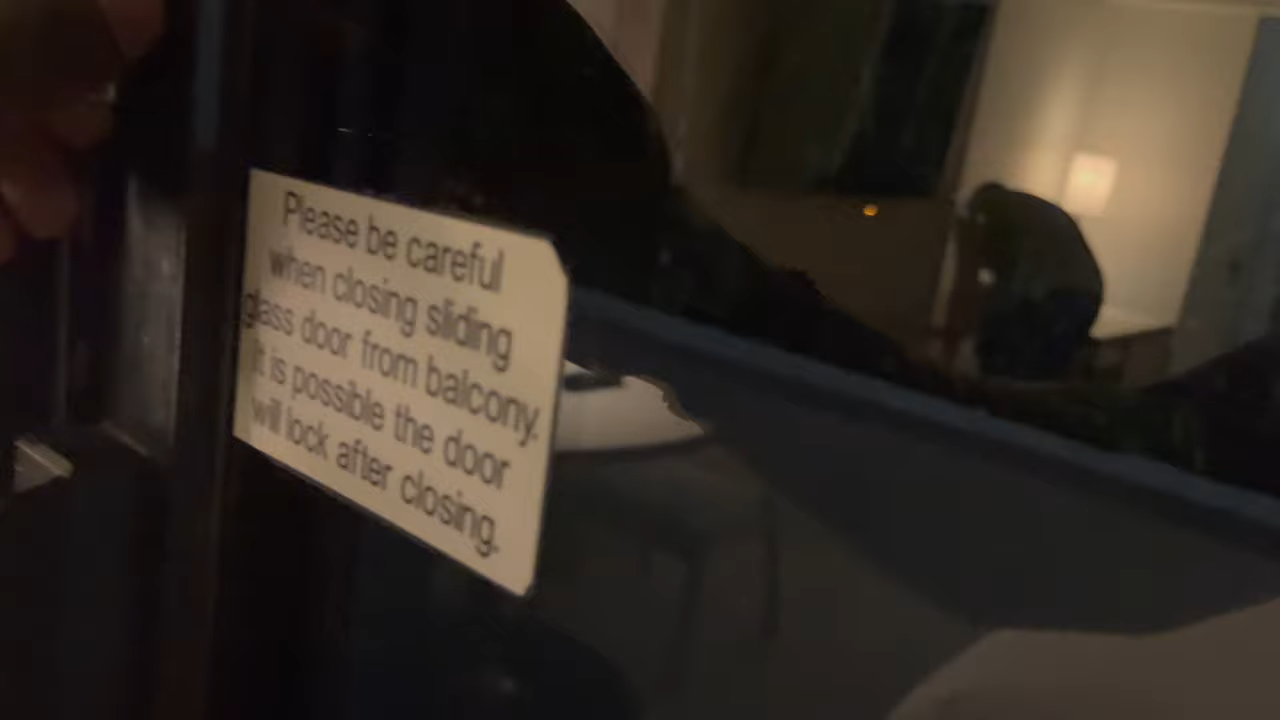 Please be careful
when closing sliding
glass door from balcony.
It is possible the door
will lock after closing.